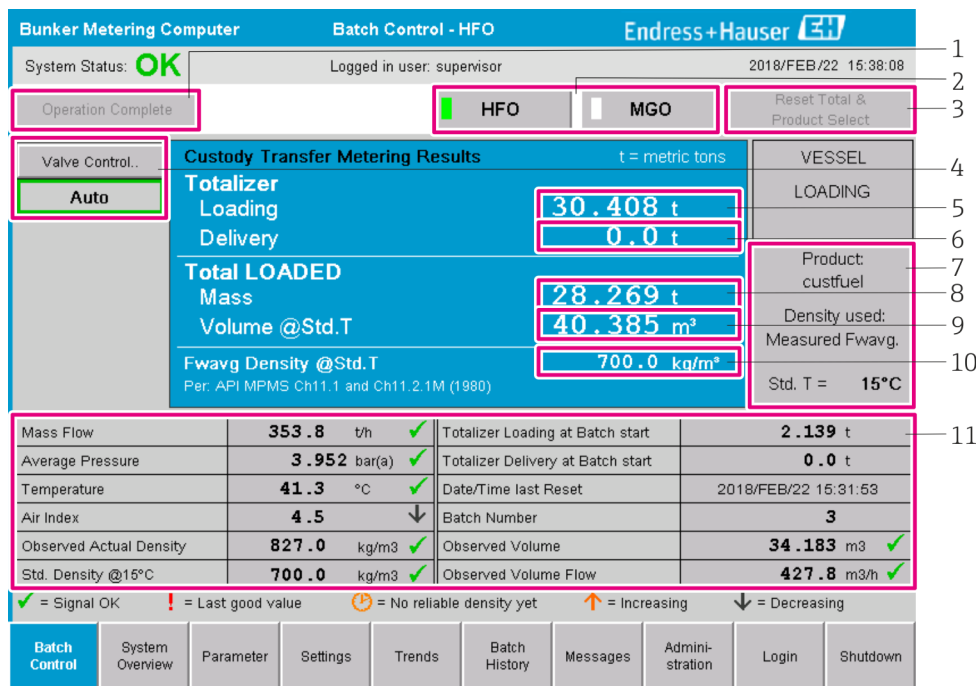 Bunker Metering Computer Batch Control - HFO Endress+Hauser EH
System Status: OK Logged in user: supervisor 2018/FEB/22 15:38:08
1
2
3
Operation Complete HFO MGO Reset Total &
Product Select
Valve Control..
Auto
4
Custody Transfer Metering Results t = metric tons
Totalizer
Loading 30.408 t 5
Delivery 0.0 t 6
Total LOADED
Mass 28.269 t 8
Volume @Std.T 40.385 m³ 9
Fwavg Density @Std.T 700.0 kg/m³ 10
Per: API MPMS Ch11.1 and Ch11.2.1M (1980)
VESSEL
LOADING
Product: 7
custfuel
Density used:
Measured Fwavg.
Std. T = 15°C
Mass Flow 353.8 t/h ✓ Totalizer Loading at Batch start 2.139 t 11
Average Pressure 3.952 bar(a) ✓ Totalizer Delivery at Batch start 0.0 t
Temperature 41.3 °C ✓ Date/Time last Reset 2018/FEB/22 15:31:53
Air Index 4.5 ↓ Batch Number 3
Observed Actual Density 827.0 kg/m3 ✓ Observed Volume 34.183 m3 ✓
Std. Density @15°C 700.0 kg/m3 ✓ Observed Volume Flow 427.8 m3/h ✓
✓ = Signal OK ! = Last good value = No reliable density yet ↑ = Increasing ↓ = Decreasing
Batch
Control
System
Overview
Parameter
Settings
Trends
Batch
History
Messages
Admini-
stration
Login
Shutdown